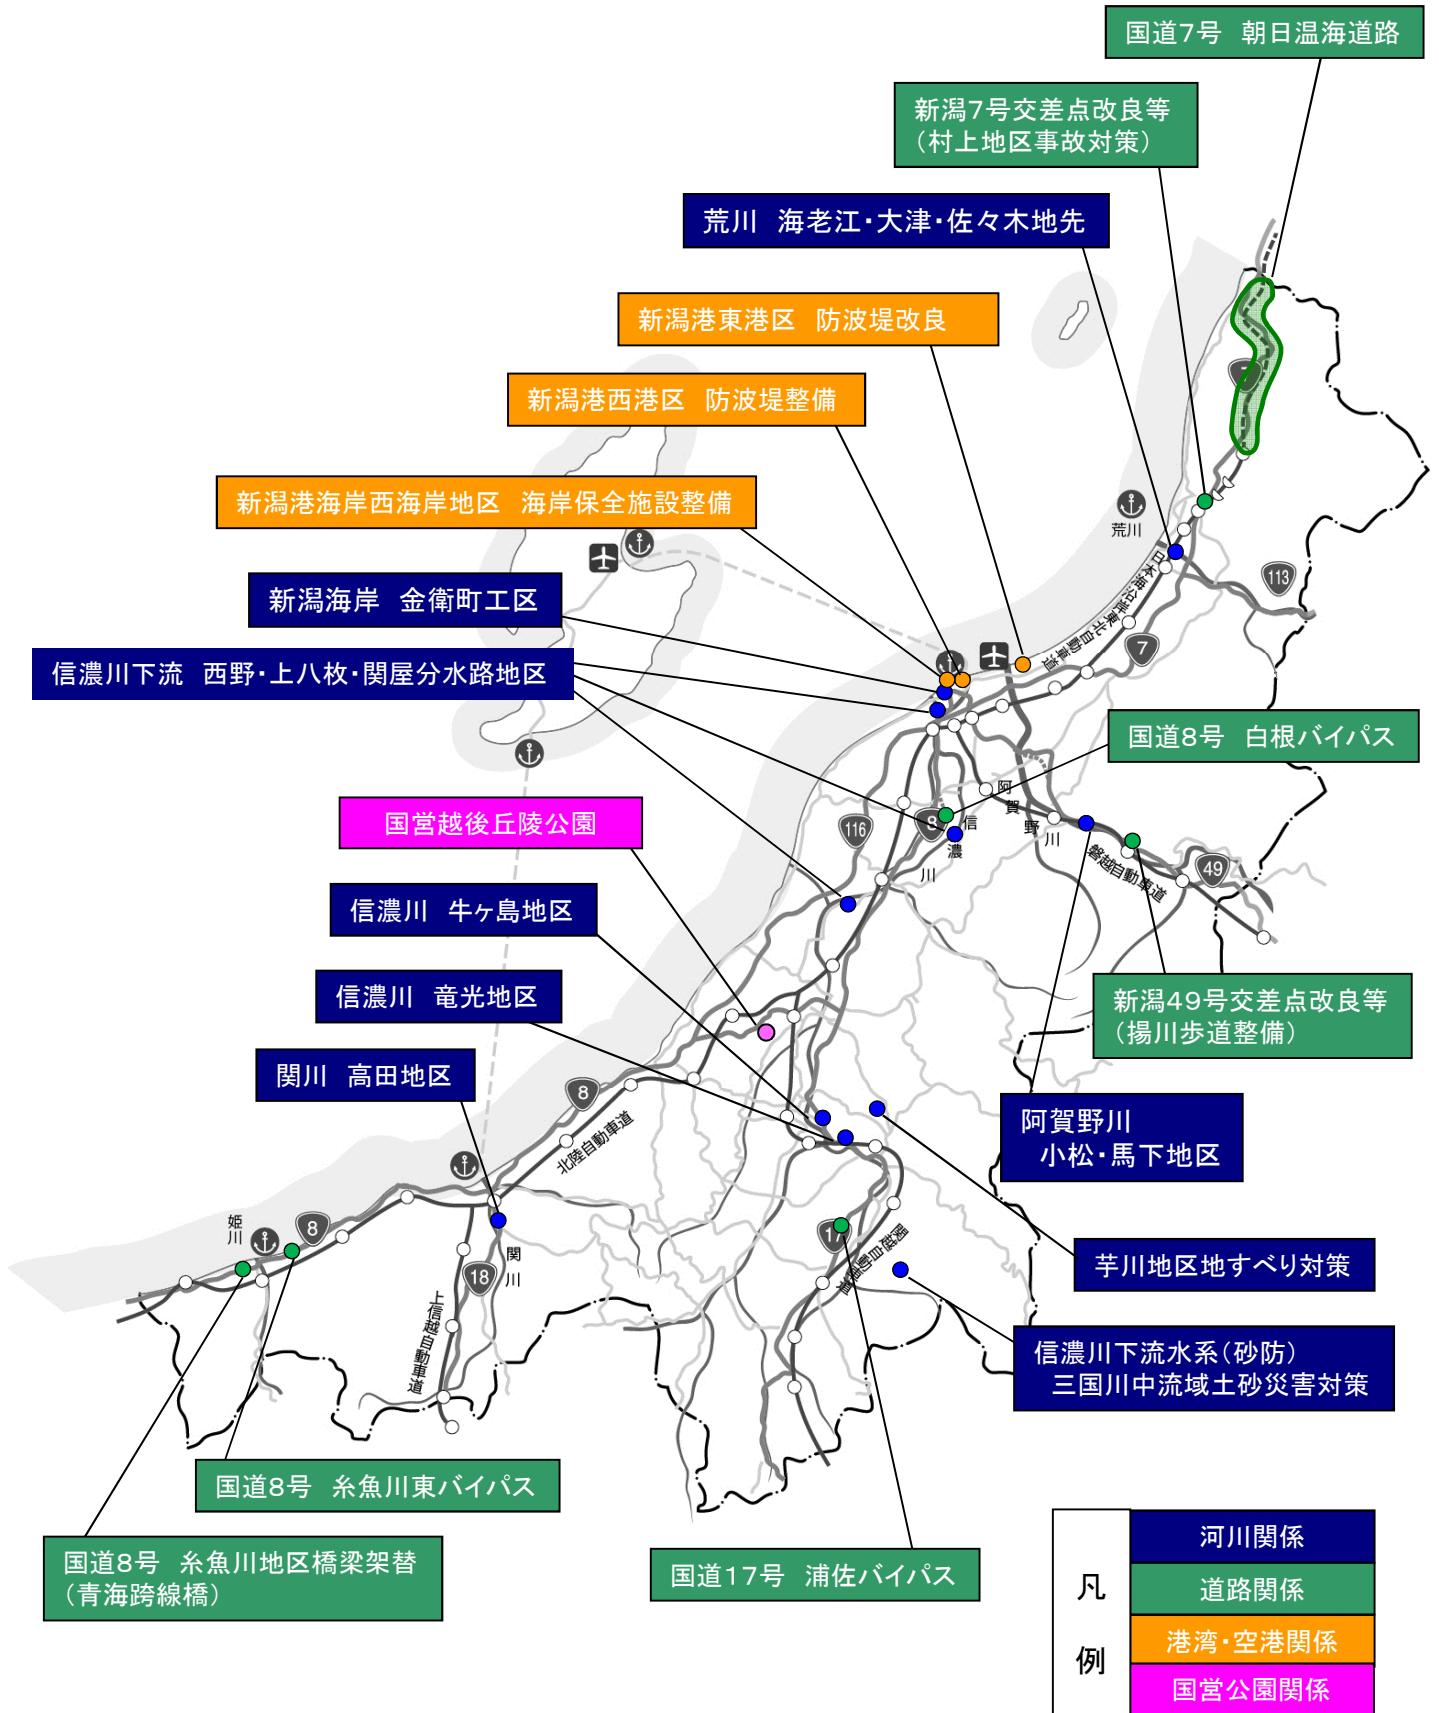 国道7号　朝日温海道路
新潟7号交差点改良等
（村上地区事故対策）
荒川　海老江・大津・佐々木地先
新潟港東港区　防波堤改良
新潟港西港区　防波堤整備
新潟港海岸西海岸地区　海岸保全施設整備
新潟海岸　金衛町工区
信濃川下流　西野・上八枚・関屋分水路地区
荒川
113
日本海沿岸東北自動車道
7
7
国道8号　白根バイパス
阿賀野川
信濃川
116
8
磐越自動車道
49
国営越後丘陵公園
信濃川　牛ヶ島地区
信濃川　竜光地区
関川　高田地区
新潟49号交差点改良等
（揚川歩道整備）
阿賀野川
小松・馬下地区
8
北陸自動車道
姫川
8
関川
18
上信越自動車道
17
関越自動車道
芋川地区地すべり対策
信濃川下流水系（砂防）
三国川中流域土砂災害対策
国道8号　糸魚川東バイパス
国道8号　糸魚川地区橋梁架替
（青海跨線橋）
国道17号　浦佐バイパス
凡例
河川関係
道路関係
港湾・空港関係
国営公園関係